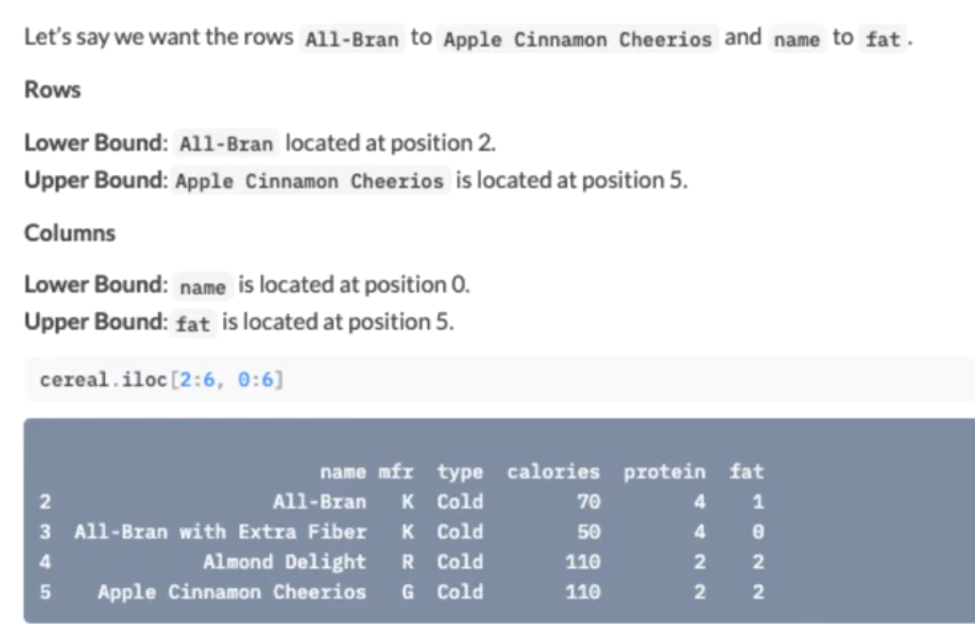 Let's say we want the rows All-Bran to Apple Cinnamon Cheerios and name to fat.
Rows
Lower Bound: All-Bran located at position 2.
Upper Bound: Apple Cinnamon Cheerios is located at position 5.
Columns
Lower Bound: name is located at position 0.
Upper Bound: fat is located at position 5.
cereal.iloc[2:6, 0:6]
name mfr type calories protein fat
2 All-Bran K Cold 70 4 1
3 All-Bran with Extra Fiber K Cold 50 4 0
4 Almond Delight R Cold 110 2 2
5 Apple Cinnamon Cheerios G Cold 110 2 2